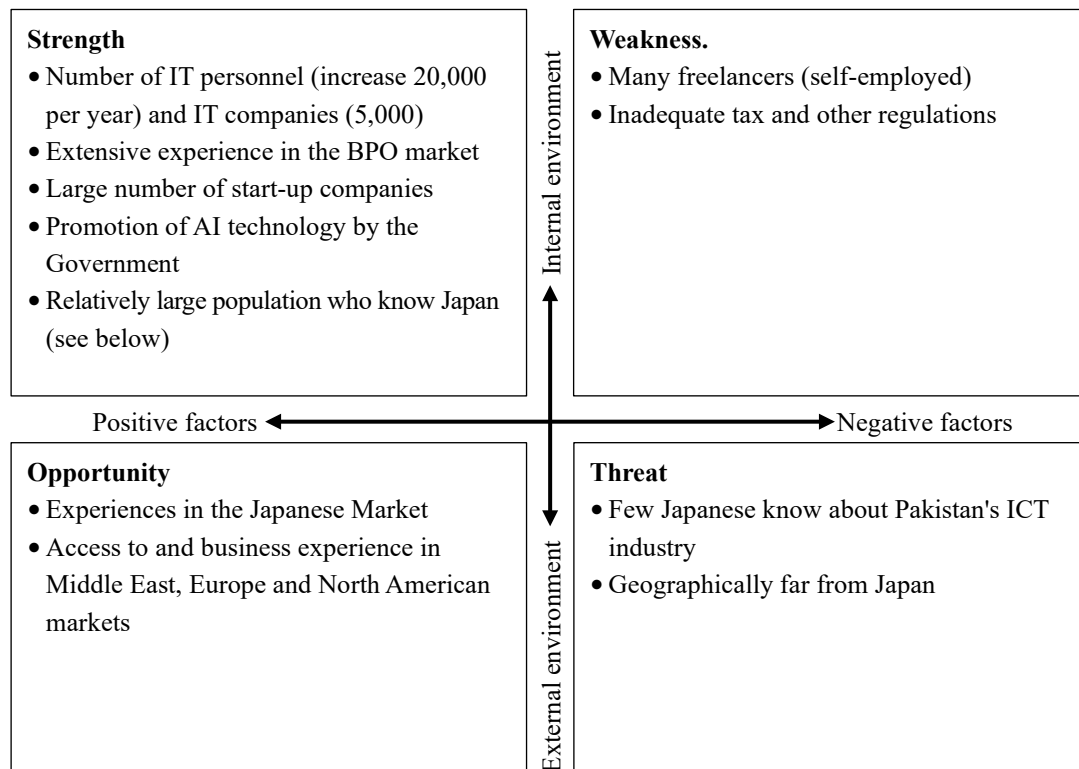 Strength
• Number of IT personnel (increase 20,000
per year) and IT companies (5,000)
• Extensive experience in the BPO market
• Large number of start-up companies
• Promotion of AI technology by the
Government
• Relatively large population who know Japan
(see below)
Internal environment
Weakness.
• Many freelancers (self-employed)
• Inadequate tax and other regulations
Positive factors
Negative factors
Opportunity
• Experiences in the Japanese Market
• Access to and business experience in
Middle East, Europe and North American
markets
External environment
Threat
• Few Japanese know about Pakistan's ICT
industry
• Geographically far from Japan